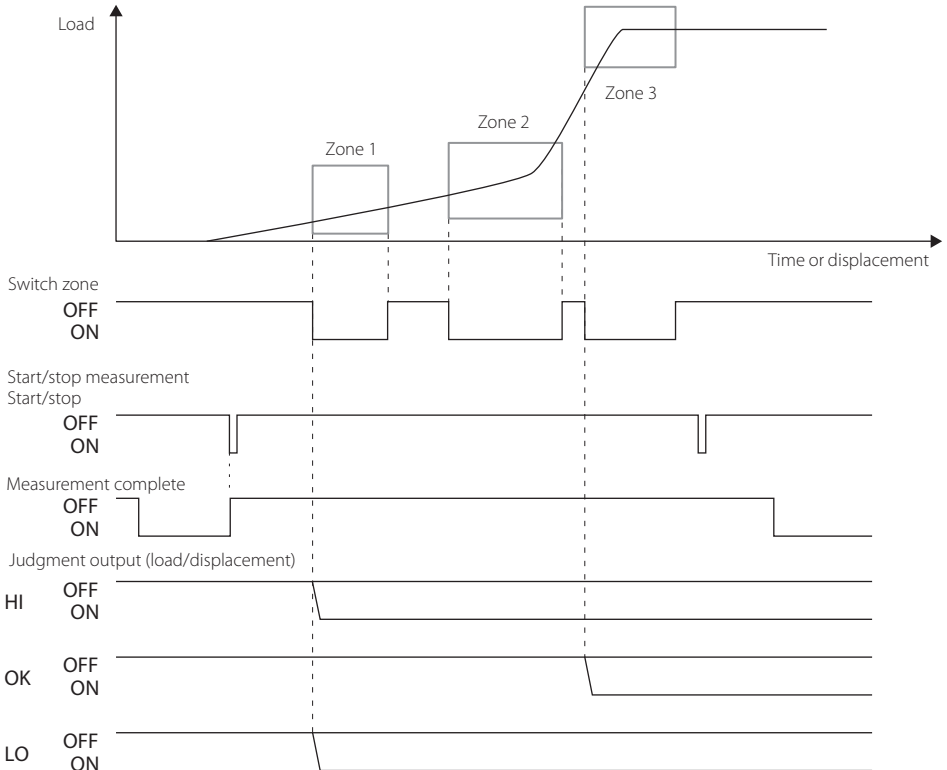 Load
Zone 3
Zone 2
Zone 1
Time or displacement
Switch zone
OFF
ON
Start/stop measurement
Start/stop
OFF
ON
Measurement complete
OFF
ON
Judgment output (load/displacement)
HI
OFF
ON
OK
OFF
ON
LO
OFF
ON